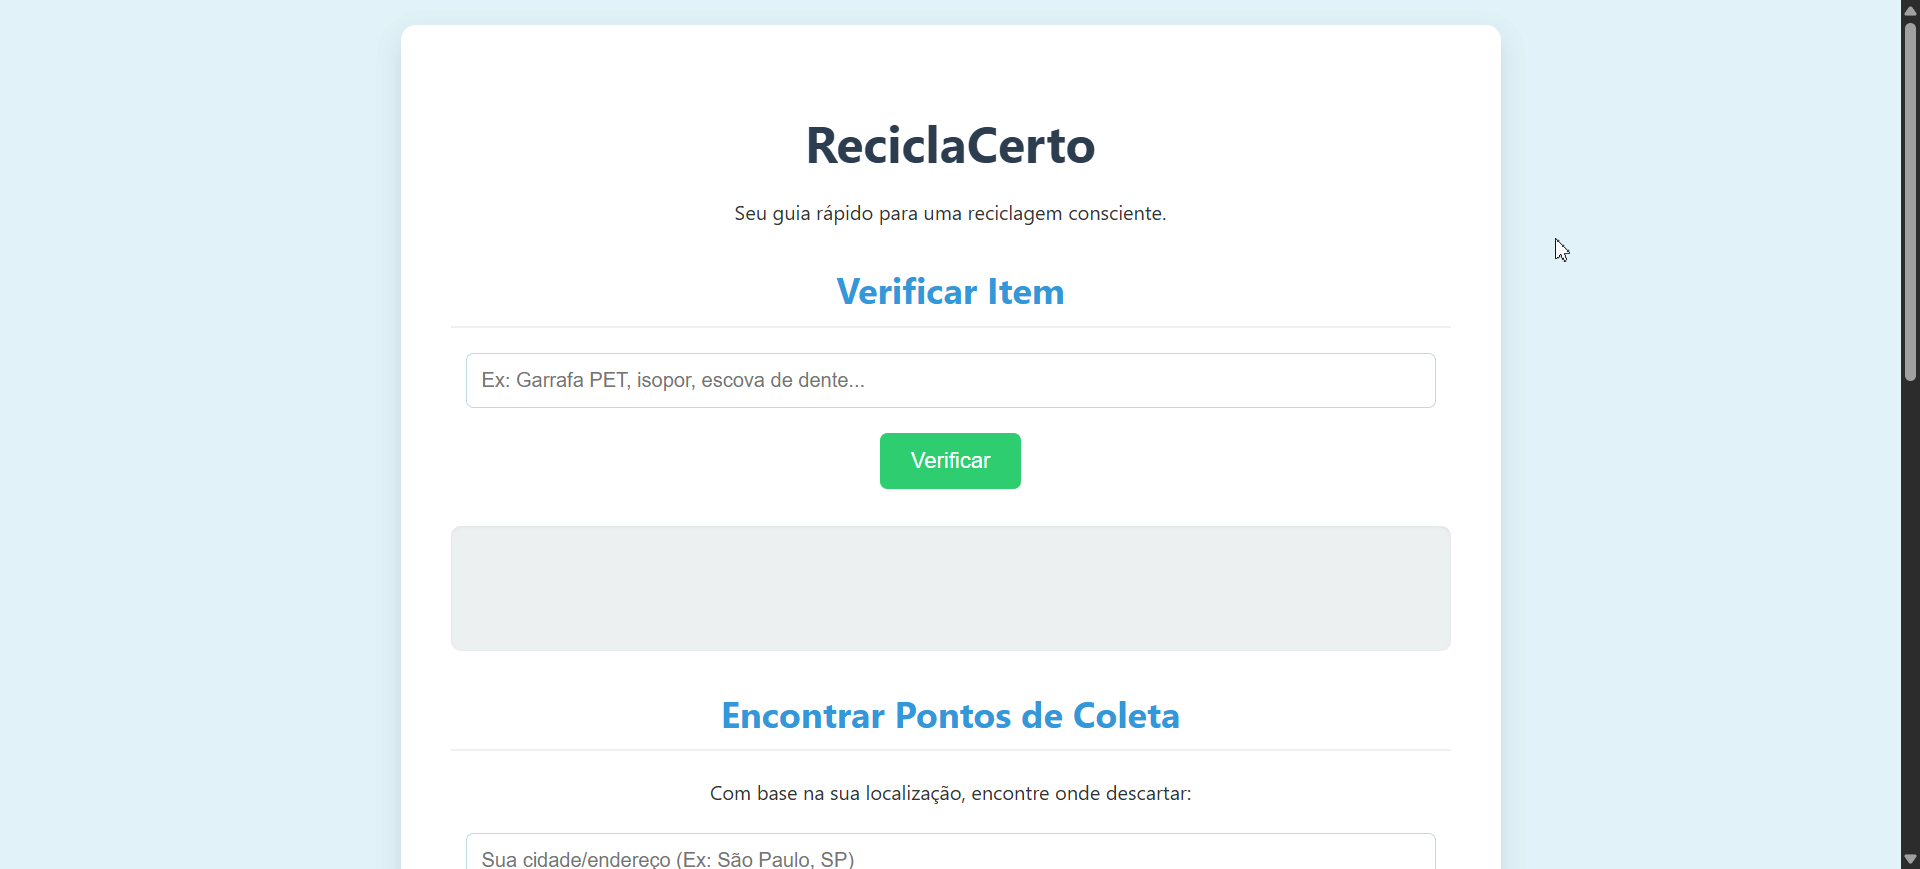 ReciclaCerto
Seu guia rápido para uma reciclagem consciente.
Verificar Item
Ex: Garrafa PET, isopor, escova de dente...
Verificar
Encontrar Pontos de Coleta
Com base na sua localização, encontre onde descartar:
Sua cidade/endereço (Ex: São Paulo, SP)